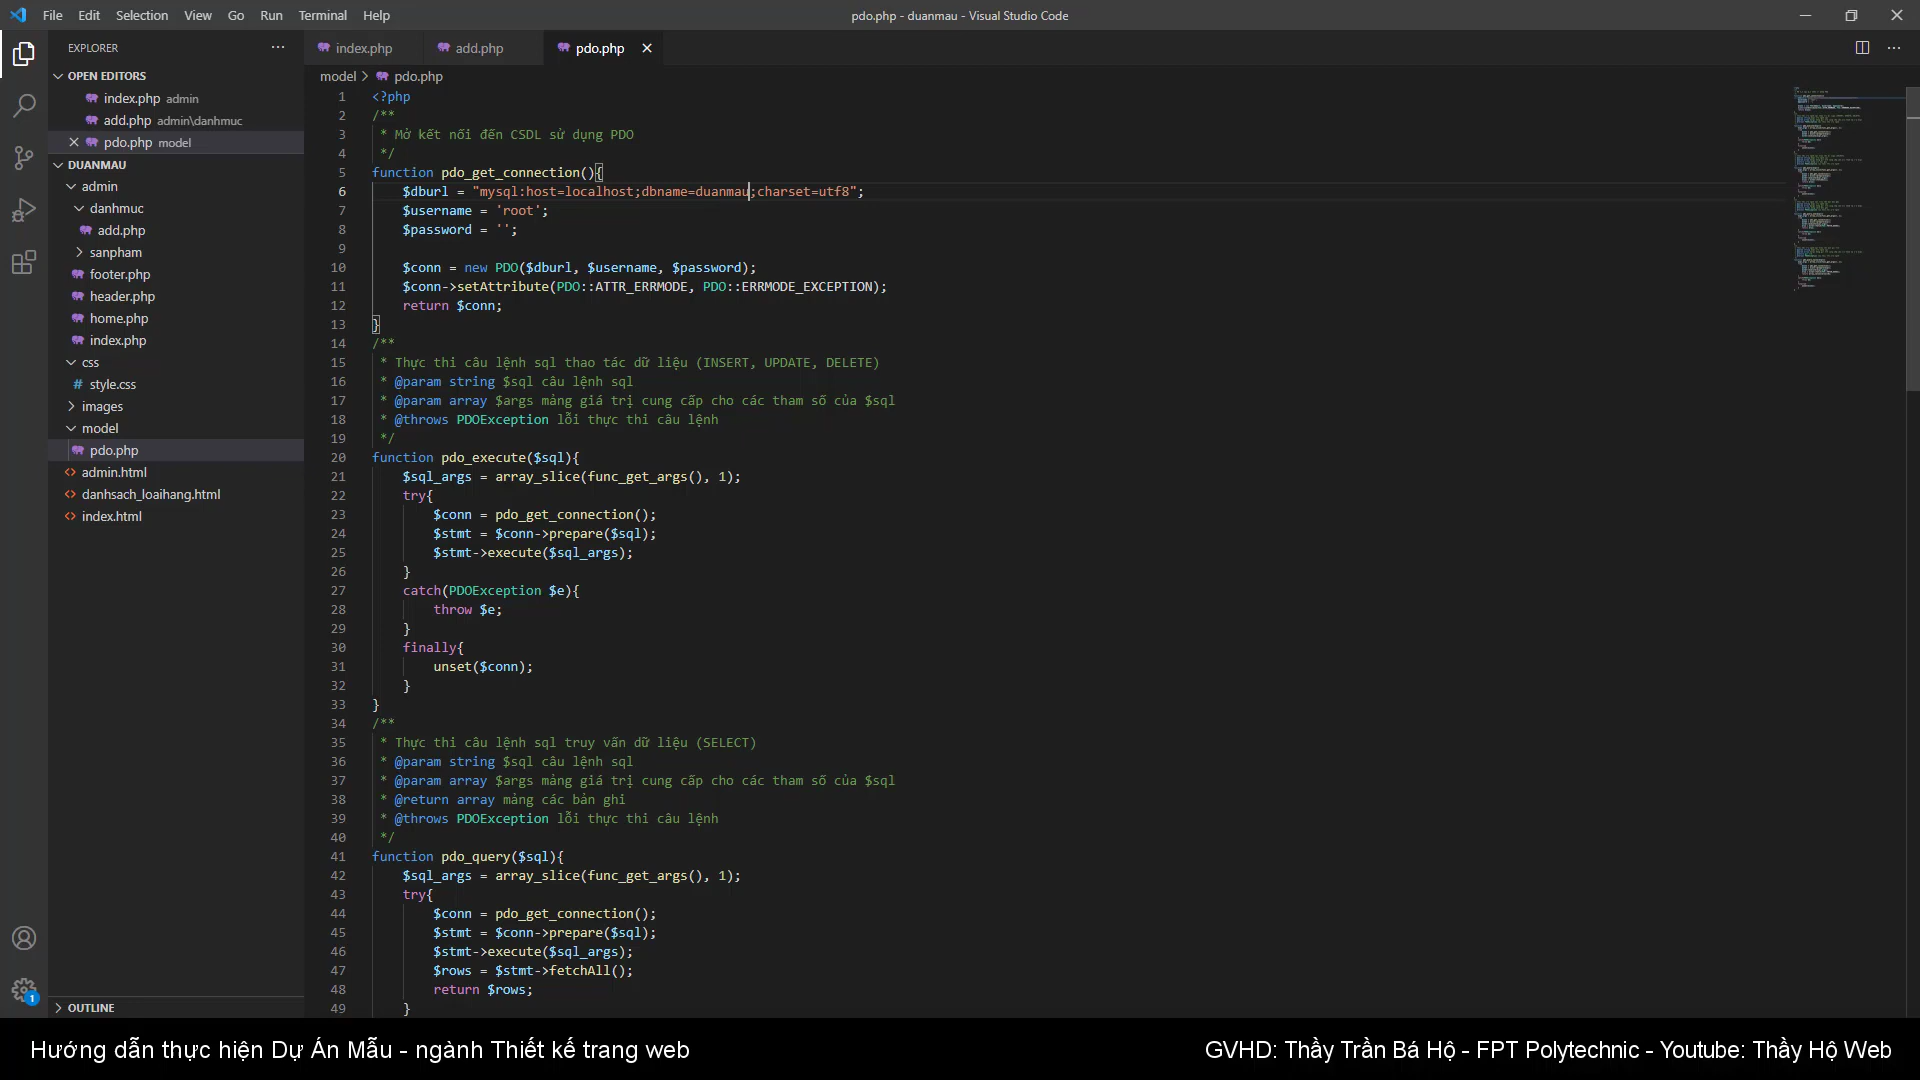 File Edit Selection View Go Run Terminal Help
pdo.php - duanmau - Visual Studio Code
EXPLORER
OPEN EDITORS
index.php admin
add.php admin\danhmuc
pdo.php model
DUANMAU
admin
danhmuc
add.php
sanpham
footer.php
header.php
home.php
index.php
css
# style.css
images
model
pdo.php
admin.html
danhsach_loaihang.html
index.html
OUTLINE
1
index.php
add.php
pdo.php
model > pdo.php
1 <?php
2 /**
3 * Mở kết nối đến CSDL sử dụng PDO
4 */
5 function pdo_get_connection(){
6 $dburl = "mysql:host=localhost;dbname=duanmau;charset=utf8";
7 $username = 'root';
8 $password = '';
9
10 $conn = new PDO($dburl, $username, $password);
11 $conn->setAttribute(PDO::ATTR_ERRMODE, PDO::ERRMODE_EXCEPTION);
12 return $conn;
13 }
14 /**
15 * Thực thi câu lệnh sql thao tác dữ liệu (INSERT, UPDATE, DELETE)
16 * @param string $sql câu lệnh sql
17 * @param array $args mảng giá trị cung cấp cho các tham số của $sql
18 * @throws PDOException lỗi thực thi câu lệnh
19 */
20 function pdo_execute($sql){
21 $sql_args = array_slice(func_get_args(), 1);
22 try{
23 $conn = pdo_get_connection();
24 $stmt = $conn->prepare($sql);
25 $stmt->execute($sql_args);
26 }
27 catch(PDOException $e){
28 throw $e;
29 }
30 finally{
31 unset($conn);
32 }
33 }
34 /**
35 * Thực thi câu lệnh sql truy vấn dữ liệu (SELECT)
36 * @param string $sql câu lệnh sql
37 * @param array $args mảng giá trị cung cấp cho các tham số của $sql
38 * @return array mảng các bản ghi
39 * @throws PDOException lỗi thực thi câu lệnh
40 */
41 function pdo_query($sql){
42 $sql_args = array_slice(func_get_args(), 1);
43 try{
44 $conn = pdo_get_connection();
45 $stmt = $conn->prepare($sql);
46 $stmt->execute($sql_args);
47 $rows = $stmt->fetchAll();
48 return $rows;
49 }
Hướng dẫn thực hiện Dự Án Mẫu - ngành Thiết kế trang web
GVHD: Thầy Trần Bá Hộ - FPT Polytechnic - Youtube: Thầy Hộ Web